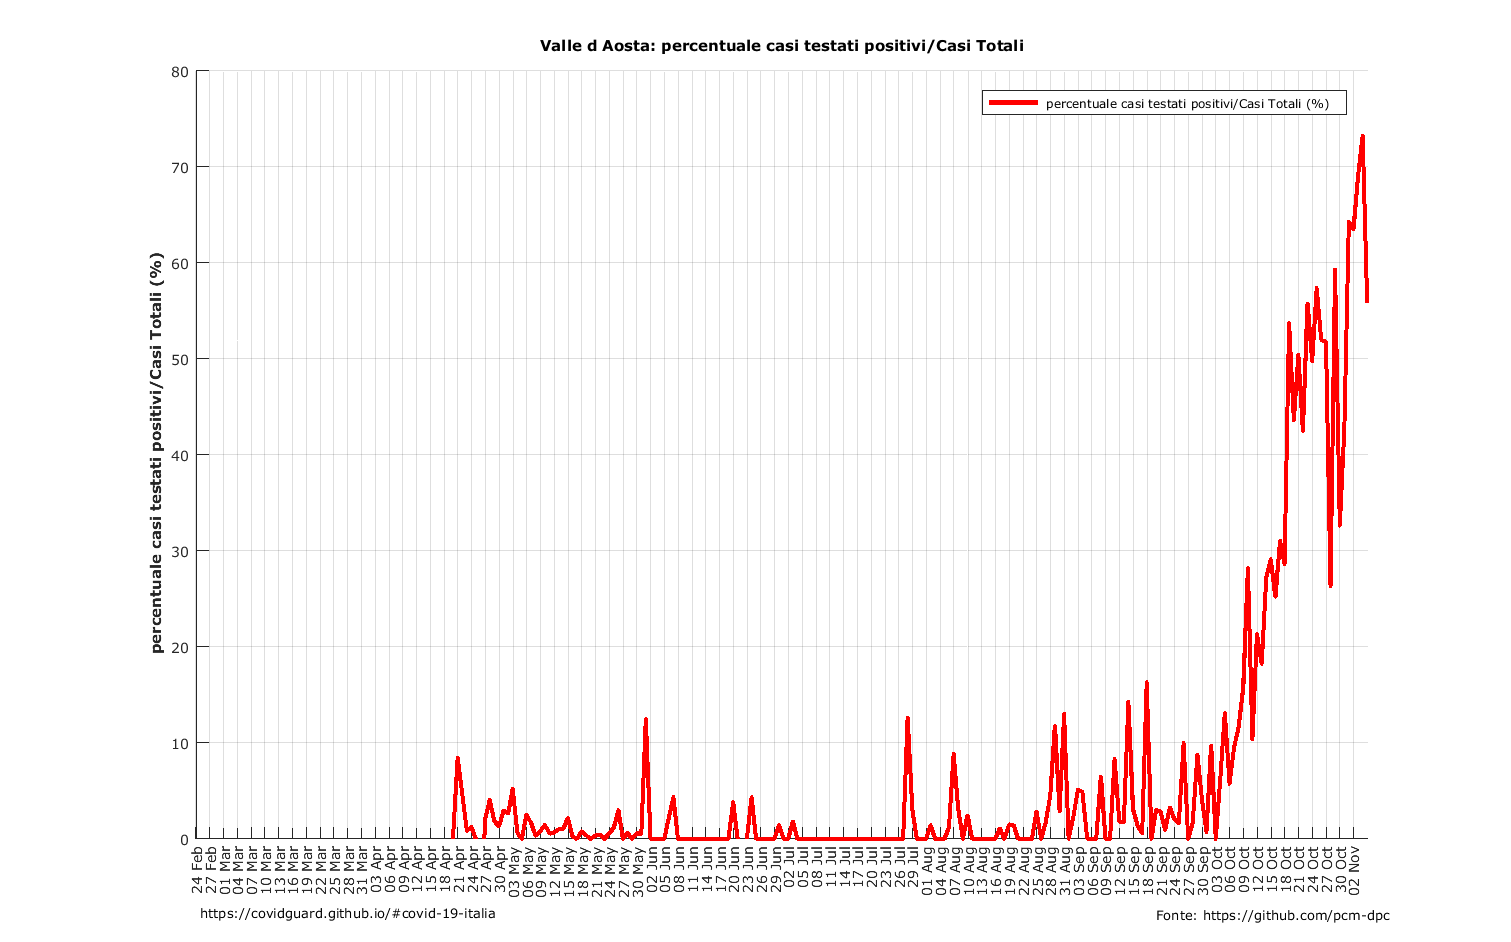 Valle d Aosta: percentuale casi testati positivi/Casi Totali
percentuale casi testati positivi/Casi Totali (%)
percentuale casi testati positivi/Casi Totali (%)
80
70
60
50
40
30
20
10
0
24 Feb
27 Feb
01 Mar
04 Mar
07 Mar
10 Mar
13 Mar
16 Mar
19 Mar
22 Mar
25 Mar
28 Mar
31 Mar
03 Apr
06 Apr
09 Apr
12 Apr
15 Apr
18 Apr
21 Apr
24 Apr
27 Apr
30 Apr
03 May
06 May
09 May
12 May
15 May
18 May
21 May
24 May
27 May
30 May
02 Jun
05 Jun
08 Jun
11 Jun
14 Jun
17 Jun
20 Jun
23 Jun
26 Jun
29 Jun
02 Jul
05 Jul
08 Jul
11 Jul
14 Jul
17 Jul
20 Jul
23 Jul
26 Jul
29 Jul
01 Aug
04 Aug
07 Aug
10 Aug
13 Aug
16 Aug
19 Aug
22 Aug
25 Aug
28 Aug
31 Aug
03 Sep
06 Sep
09 Sep
12 Sep
15 Sep
18 Sep
21 Sep
24 Sep
27 Sep
30 Sep
03 Oct
06 Oct
09 Oct
12 Oct
15 Oct
18 Oct
21 Oct
24 Oct
27 Oct
30 Oct
02 Nov
https://covidguard.github.io/#covid-19-italia
Fonte: https://github.com/pcm-dpc